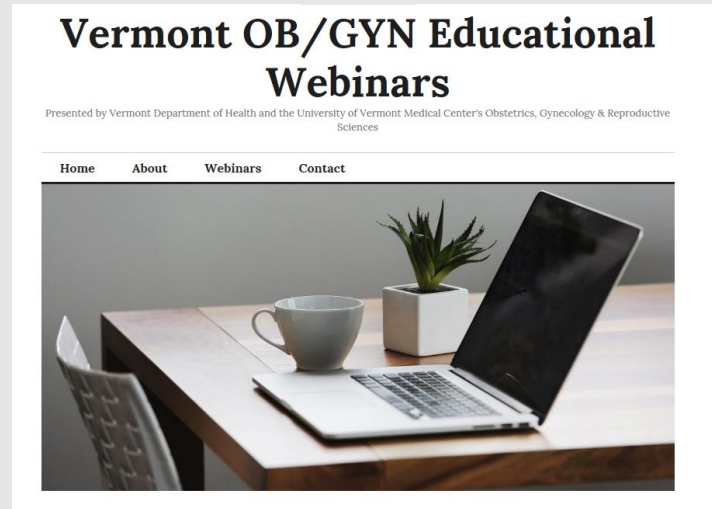 Vermont OB/GYN Educational
Webinars
Presented by Vermont Department of Health and the University of Vermont Medical Center's Obstetrics, Gynecology & Reproductive
Sciences
Home About Webinars Contact